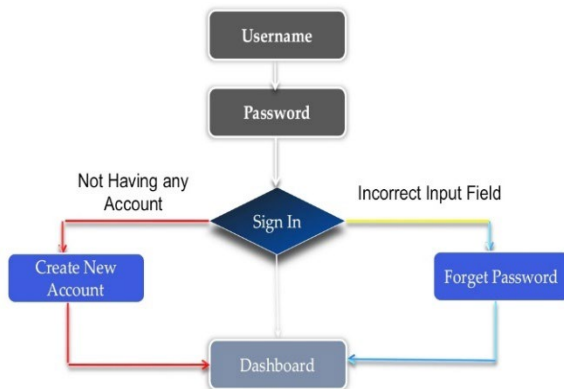 Username
Password
Not Having any
Account
Incorrect Input Field
Sign In
Create New
Account
Forget Password
Dashboard